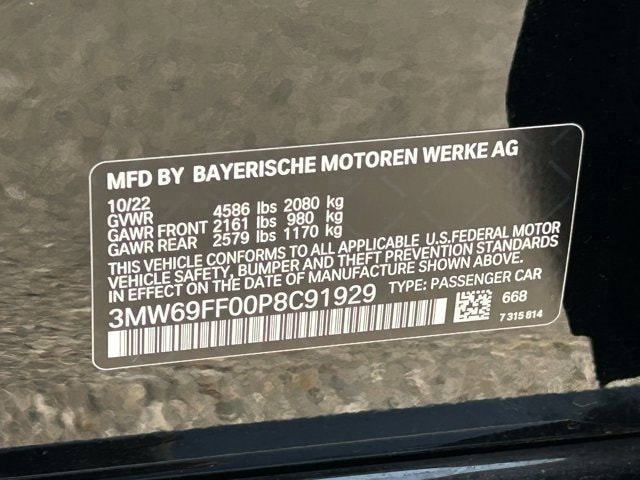 MFD BY BAYERISCHE MOTOREN WERKE AG
10/22
GVWR 4586 lbs 2080 kg
GAWR FRONT 2161 lbs 980 kg
GAWR REAR 2579 lbs 1170 kg
THIS VEHICLE CONFORMS TO ALL APPLICABLE U.S.FEDERAL MOTOR
VEHICLE SAFETY, BUMPER AND THEFT PREVENTION STANDARDS
IN EFFECT ON THE DATE OF MANUFACTURE SHOWN ABOVE.
3MW69FF00P8C91929 TYPE: PASSENGER CAR
668
7 315 814